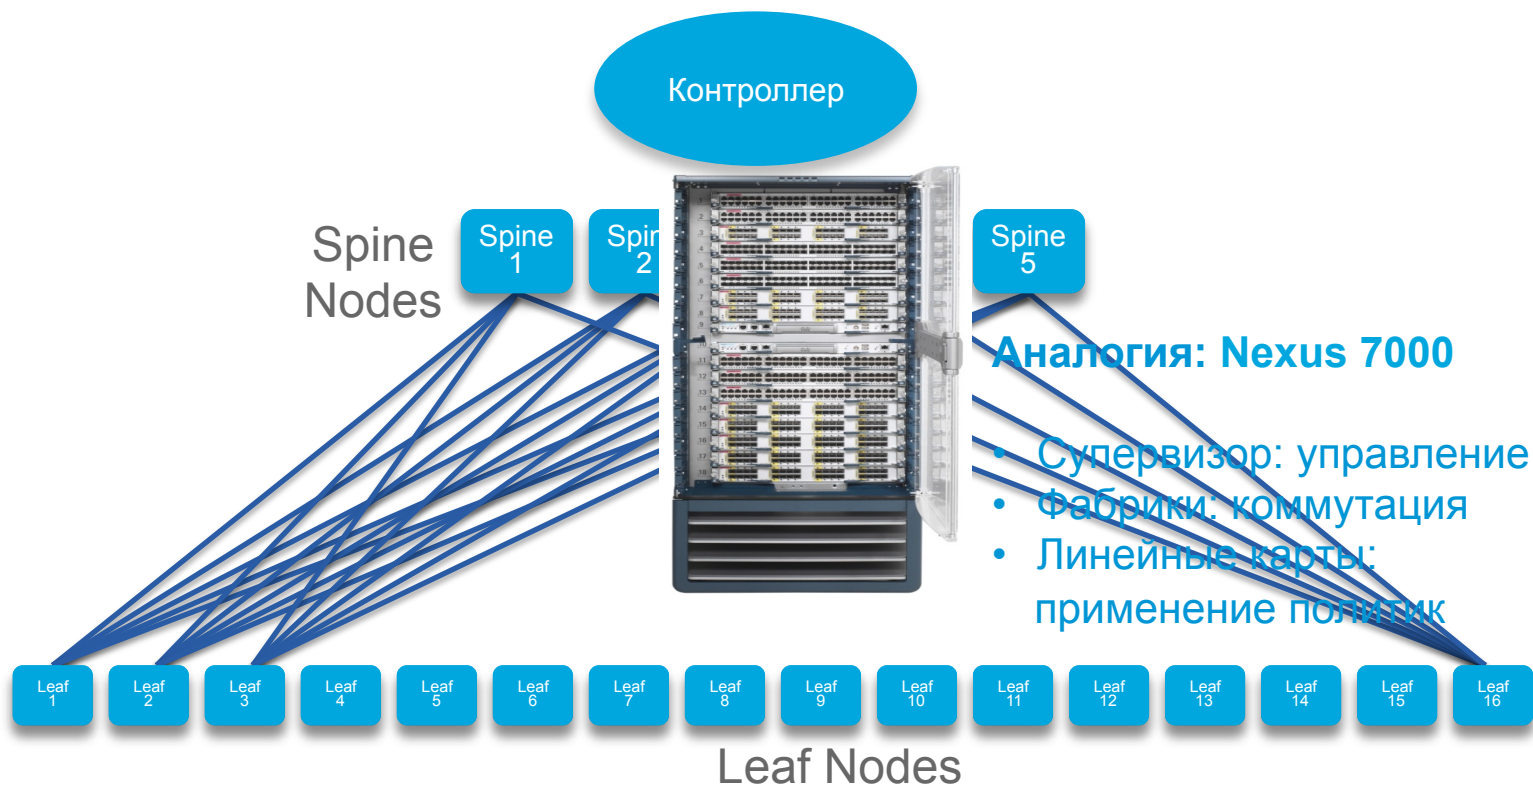 Контроллер
Spine
Nodes
Spine
1
2
Spine
5
Аналогия: Nexus 7000
• Супервизор: управление
• Фабрики: коммутация
• Линейные карты:
применение политик
Leaf
1
Leaf
2
Leaf
3
Leaf
4
Leaf
5
Leaf
6
Leaf
7
Leaf
8
Leaf
9
Leaf
10
Leaf
11
Leaf
12
Leaf
13
Leaf
14
Leaf
15
Leaf
16
Leaf Nodes